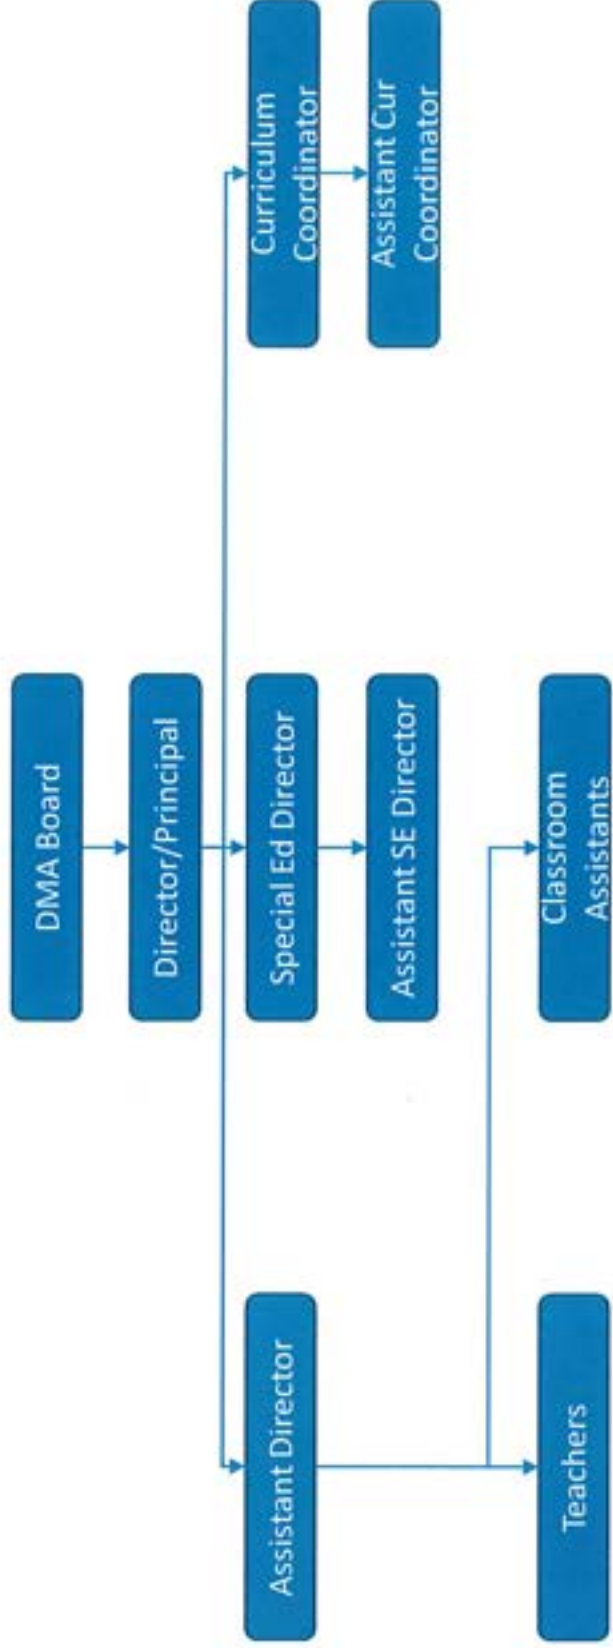 DMA Board
Director/Principal
Assistant Director
Special Ed Director
Curriculum
Coordinator
Assistant SE Director
Assistant Cur
Coordinator
Teachers
Classroom
Assistants